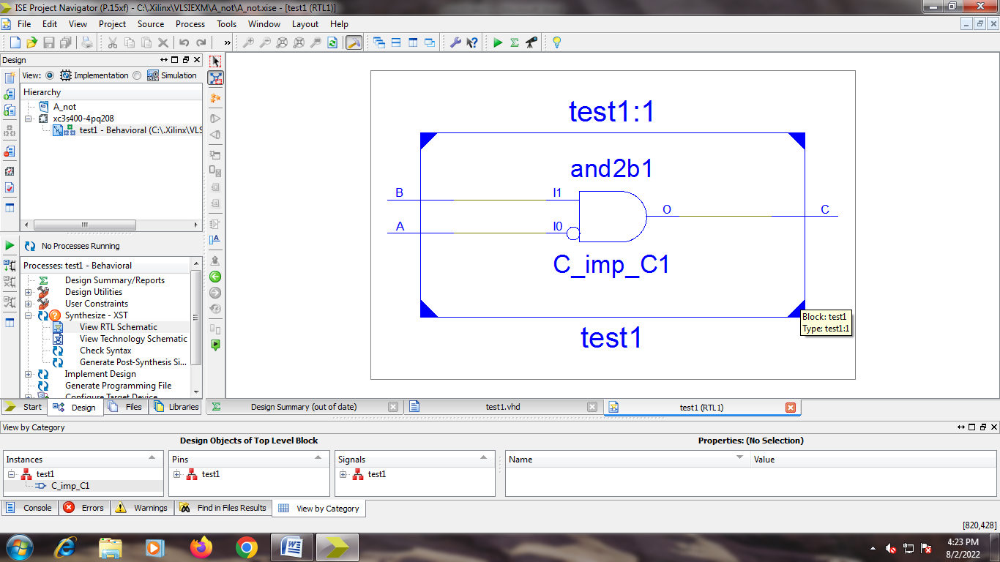 ISE Project Navigator (P.15xf) - C:\.Xilinx\VLSIEXM\A_not\A_not.xise - [test1 (RTL1)]
File Edit View Project Source Process Tools Window Layout Help
»
Design
View: Implementation Simulation
Hierarchy
A_not
xc3s400-4pq208
test1 - Behavioral (C:\.Xilinx\VLS
No Processes Running
Processes: test1 - Behavioral
Design Summary/Reports
Design Utilities
User Constraints
Synthesize - XST
View RTL Schematic
View Technology Schematic
Check Syntax
Generate Post-Synthesis Si...
Implement Design
Generate Programming File
Configure Target Device
Start Design Files Libraries
test1:1
and2b1
B I1
O C
A I0
C_imp_C1
test1
Block: test1
Type: test1:1
Design Summary (out of date) test1.vhd test1 (RTL1)
View by Category
Design Objects of Top Level Block Properties: (No Selection)
Instances Pins Signals Name Value
test1 test1 test1
C_imp_C1
Console Errors Warnings Find in Files Results View by Category
[820,428]
4:23 PM
8/2/2022